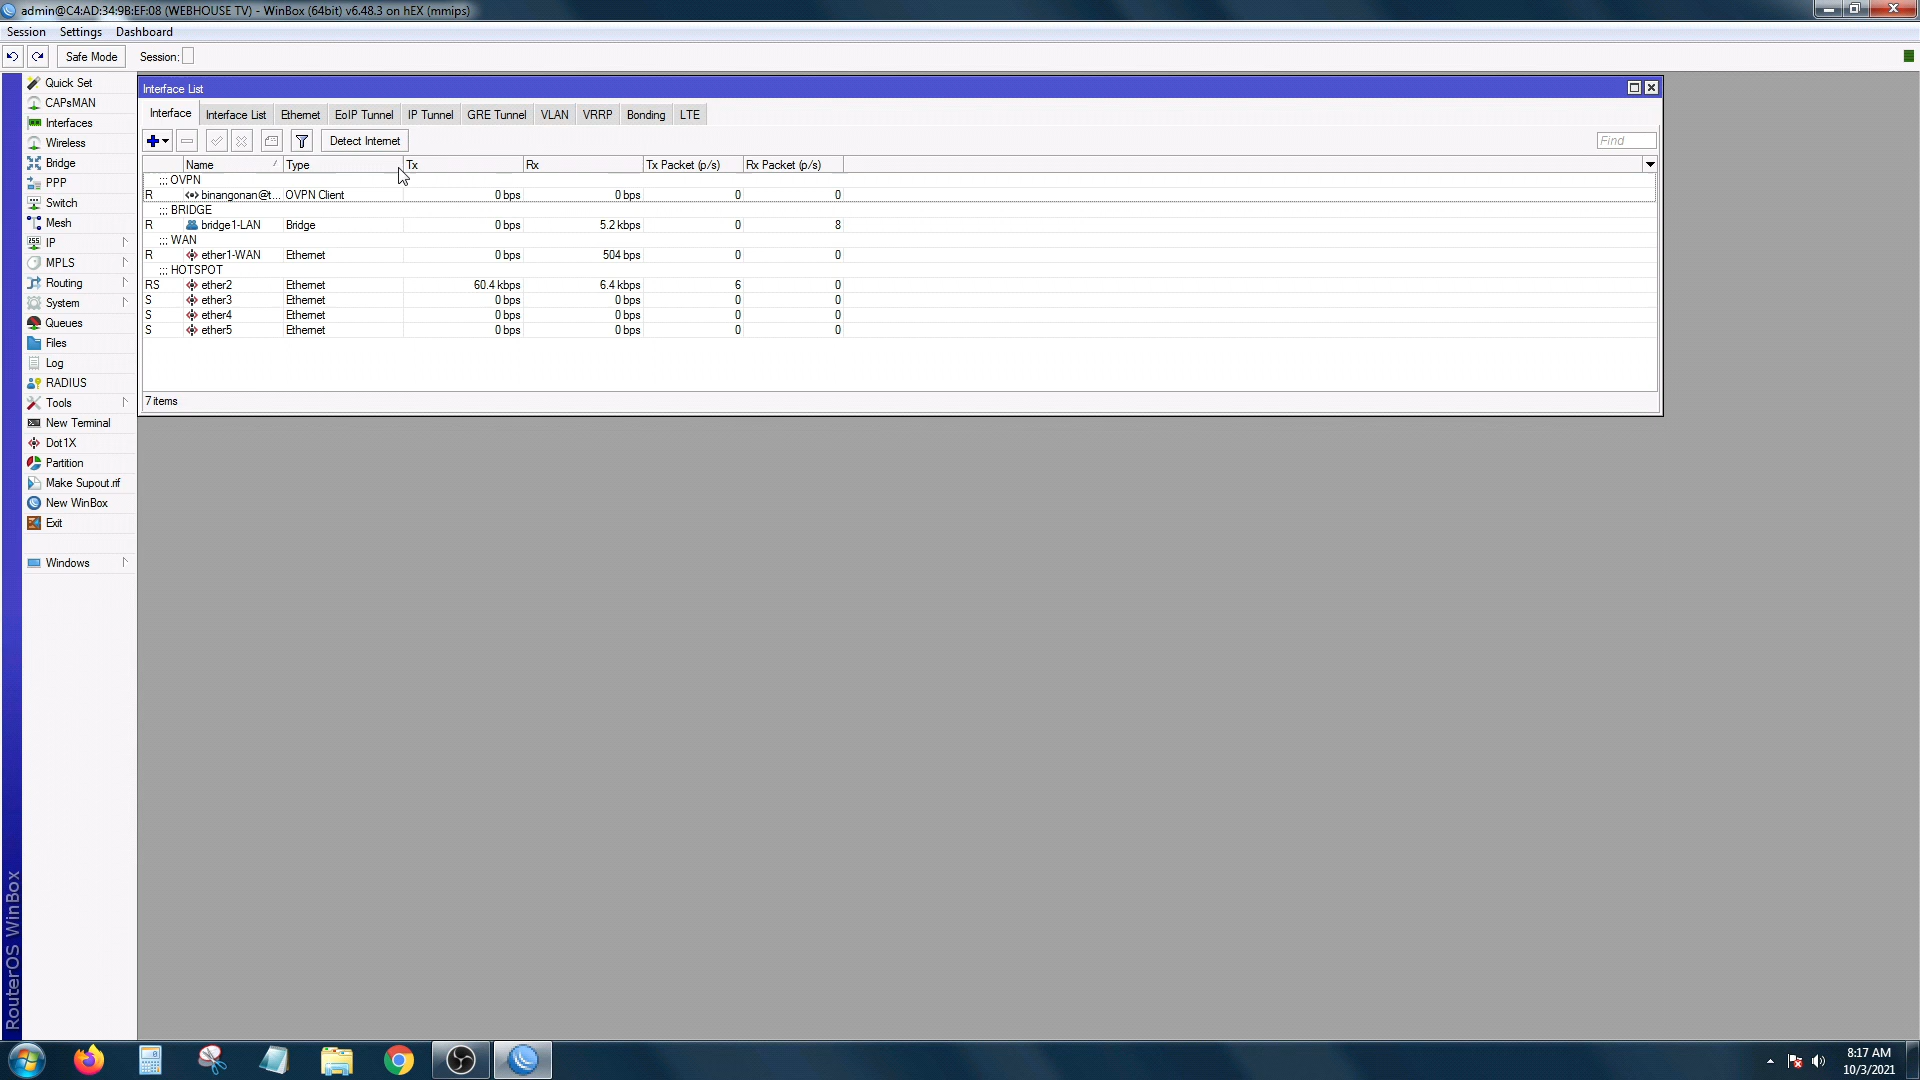 admin@C4:AD:34:9B:EF:08 (WEBHOUSE TV) - WinBox (64bit) v6.48.3 on hEX (mmips)
Session Settings Dashboard
Safe Mode Session:
Quick Set
CAPsMAN
Interfaces
Wireless
Bridge
PPP
Switch
Mesh
IP
MPLS
Routing
System
Queues
Files
Log
RADIUS
Tools
New Terminal
Dot1X
Partition
Make Supout.rif
New WinBox
Exit
Windows
RouterOS WinBox
Interface List
Interface Interface List Ethernet EoIP Tunnel IP Tunnel GRE Tunnel VLAN VRRP Bonding LTE
Detect Internet Find
Name Type Tx Rx Tx Packet (p/s) Rx Packet (p/s)
;;; OVPN
R binangonan@t... OVPN Client 0 bps 0 bps 0 0
;;; BRIDGE
R bridge1-LAN Bridge 0 bps 5.2 kbps 0 8
;;; WAN
R ether1-WAN Ethernet 0 bps 504 bps 0 0
;;; HOTSPOT
RS ether2 Ethernet 60.4 kbps 6.4 kbps 6 0
S ether3 Ethernet 0 bps 0 bps 0 0
S ether4 Ethernet 0 bps 0 bps 0 0
S ether5 Ethernet 0 bps 0 bps 0 0
7 items
8:17 AM
10/3/2021